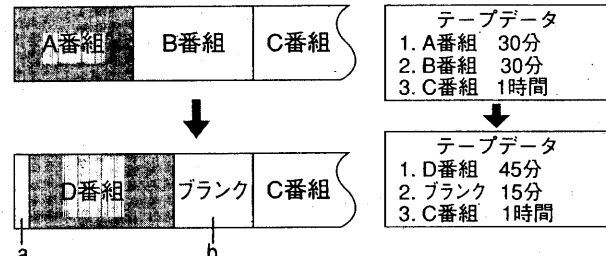 A番組 B番組 C番組
テープデータ
1. A番組 30分
2. B番組 30分
3. C番組 1時間
D番組 ブランク C番組
a b
テープデータ
1. D番組 45分
2. ブランク 15分
3. C番組 1時間